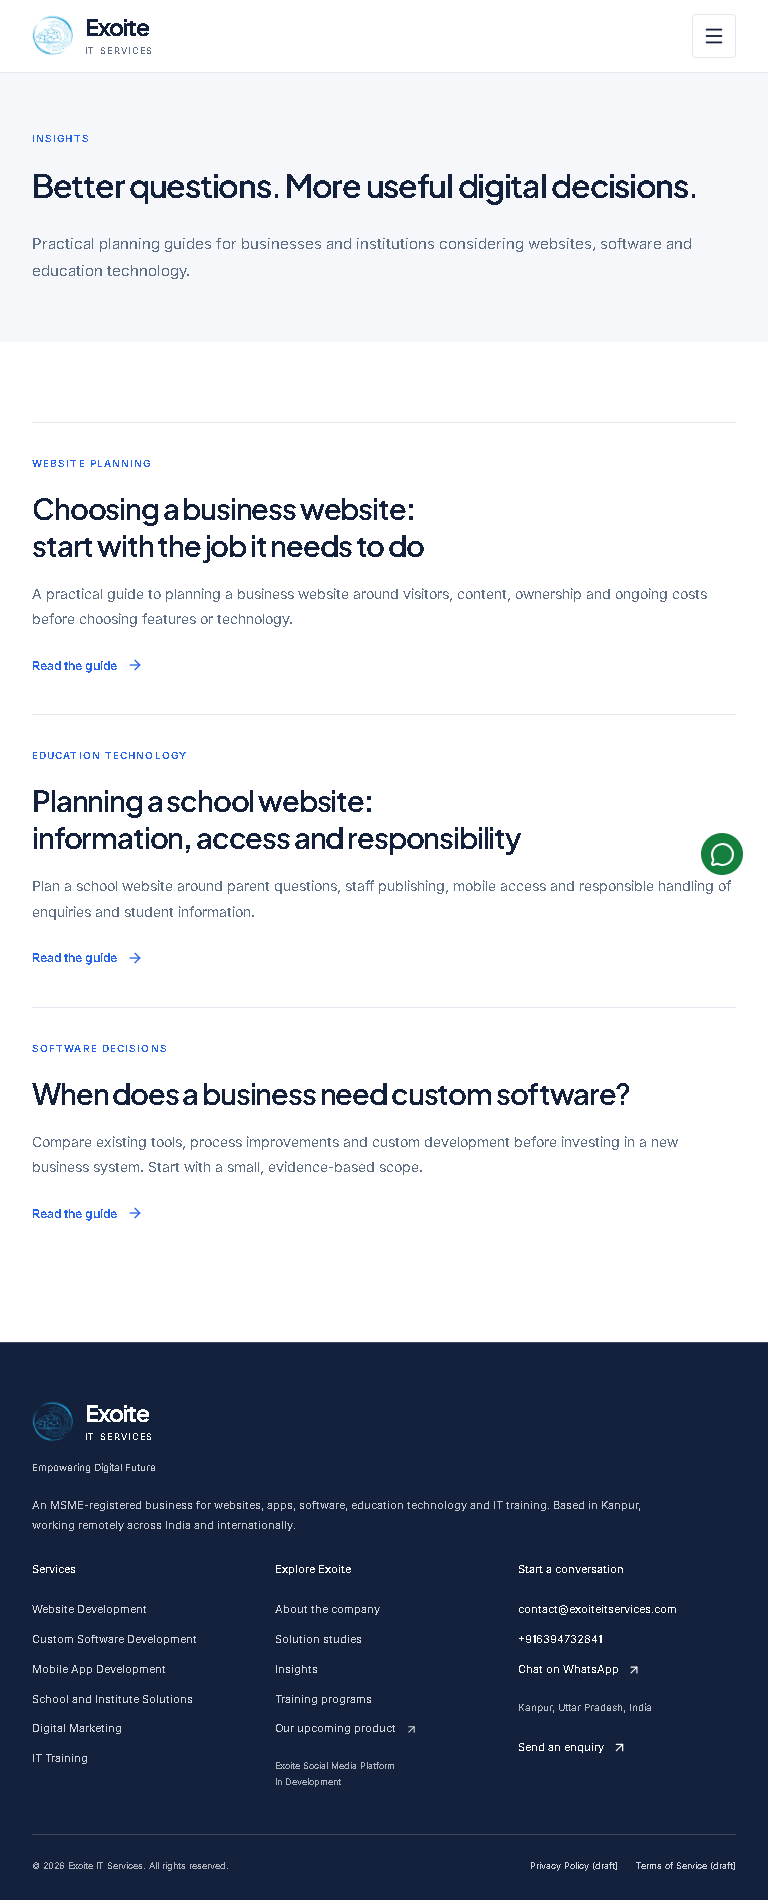 Exoite
IT SERVICES
INSIGHTS
Better questions. More useful digital decisions.
Practical planning guides for businesses and institutions considering websites, software and
education technology.
WEBSITE PLANNING
Choosing a business website:
start with the job it needs to do
A practical guide to planning a business website around visitors, content, ownership and ongoing costs
before choosing features or technology.
Read the guide
EDUCATION TECHNOLOGY
Planning a school website:
information, access and responsibility
Plan a school website around parent questions, staff publishing, mobile access and responsible handling of
enquiries and student information.
Read the guide
SOFTWARE DECISIONS
When does a business need custom software?
Compare existing tools, process improvements and custom development before investing in a new
business system. Start with a small, evidence-based scope.
Read the guide
Exoite
IT SERVICES
Empowering Digital Future
An MSME-registered business for websites, apps, software, education technology and IT training. Based in Kanpur,
working remotely across India and internationally.
Services
Website Development
Custom Software Development
Mobile App Development
School and Institute Solutions
Digital Marketing
IT Training
Explore Exoite
About the company
Solution studies
Insights
Training programs
Our upcoming product
Exoite Social Media Platform
In Development
Start a conversation
contact@exoiteitservices.com
+916394732841
Chat on WhatsApp
Kanpur, Uttar Pradesh, India
Send an enquiry
© 2026 Exoite IT Services. All rights reserved.
Privacy Policy (draft)
Terms of Service (draft)